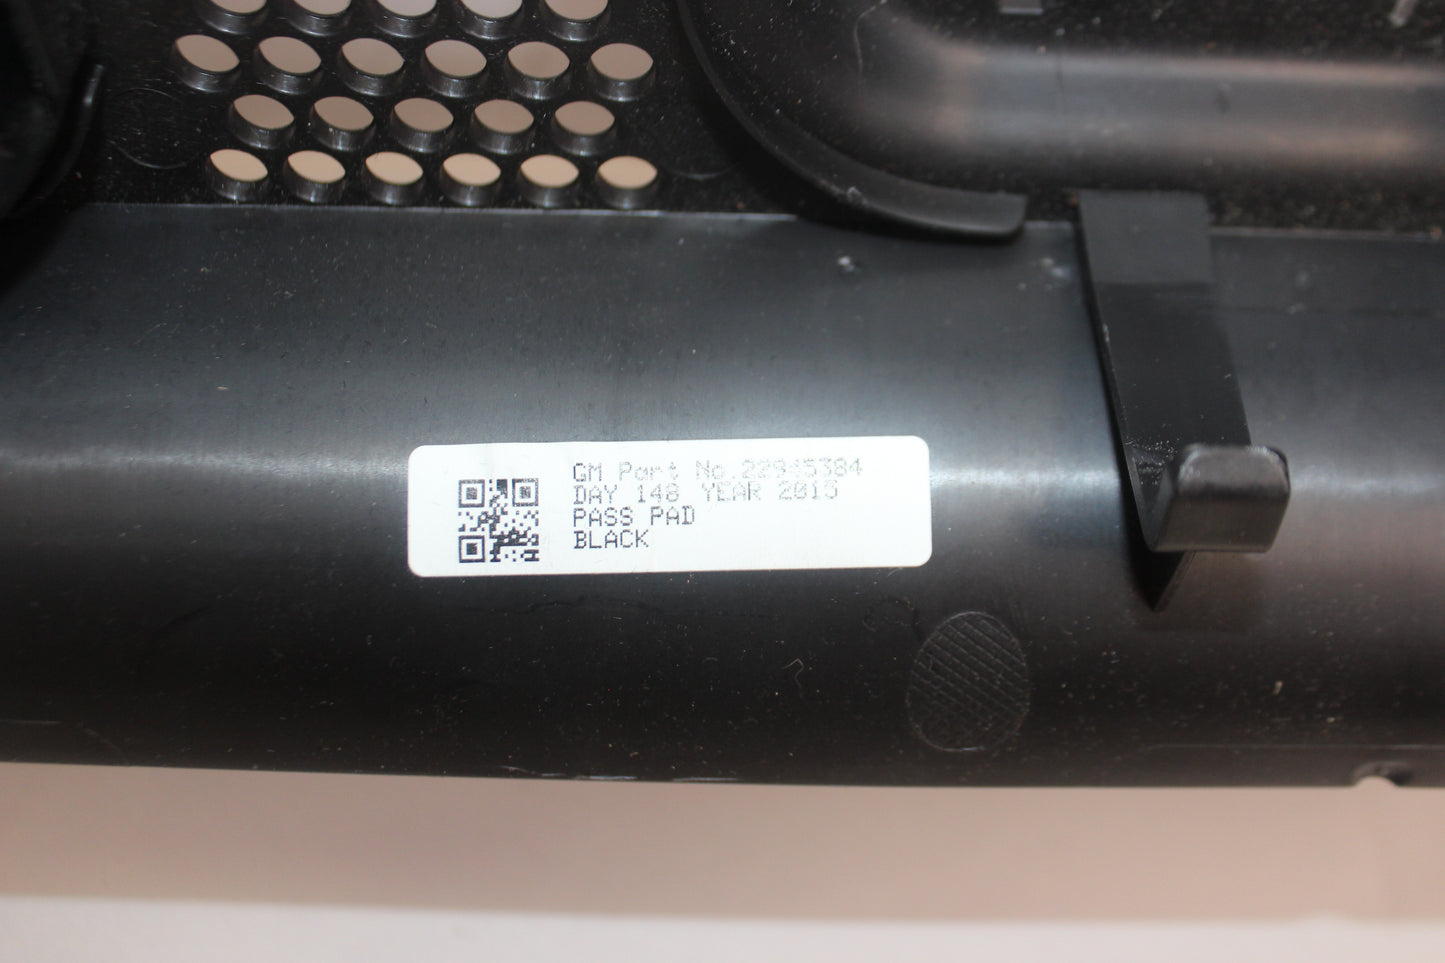 GM Part No.22945384
DAY 148 YEAR 2015
PASS PAD
BLACK